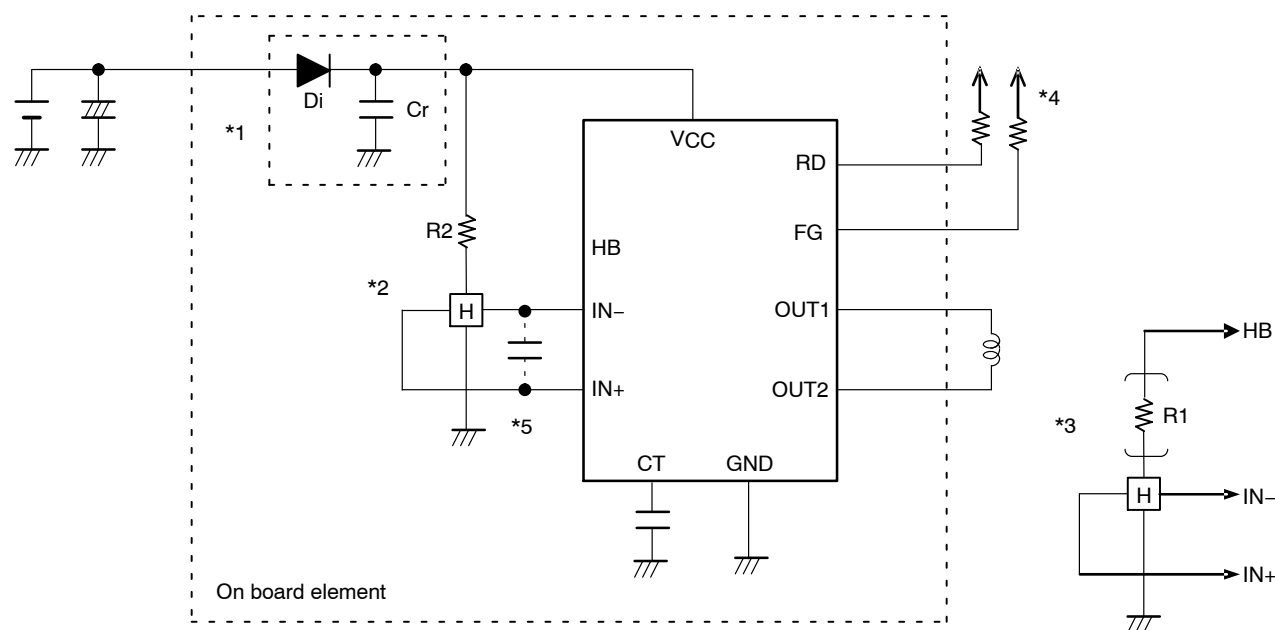 Di
Cr
*1
VCC
*4
RD
R2
FG
HB
*2
H
IN−
OUT1
HB
IN+
OUT2
*5
*3
R1
CT
GND
H
IN−
IN+
On board element